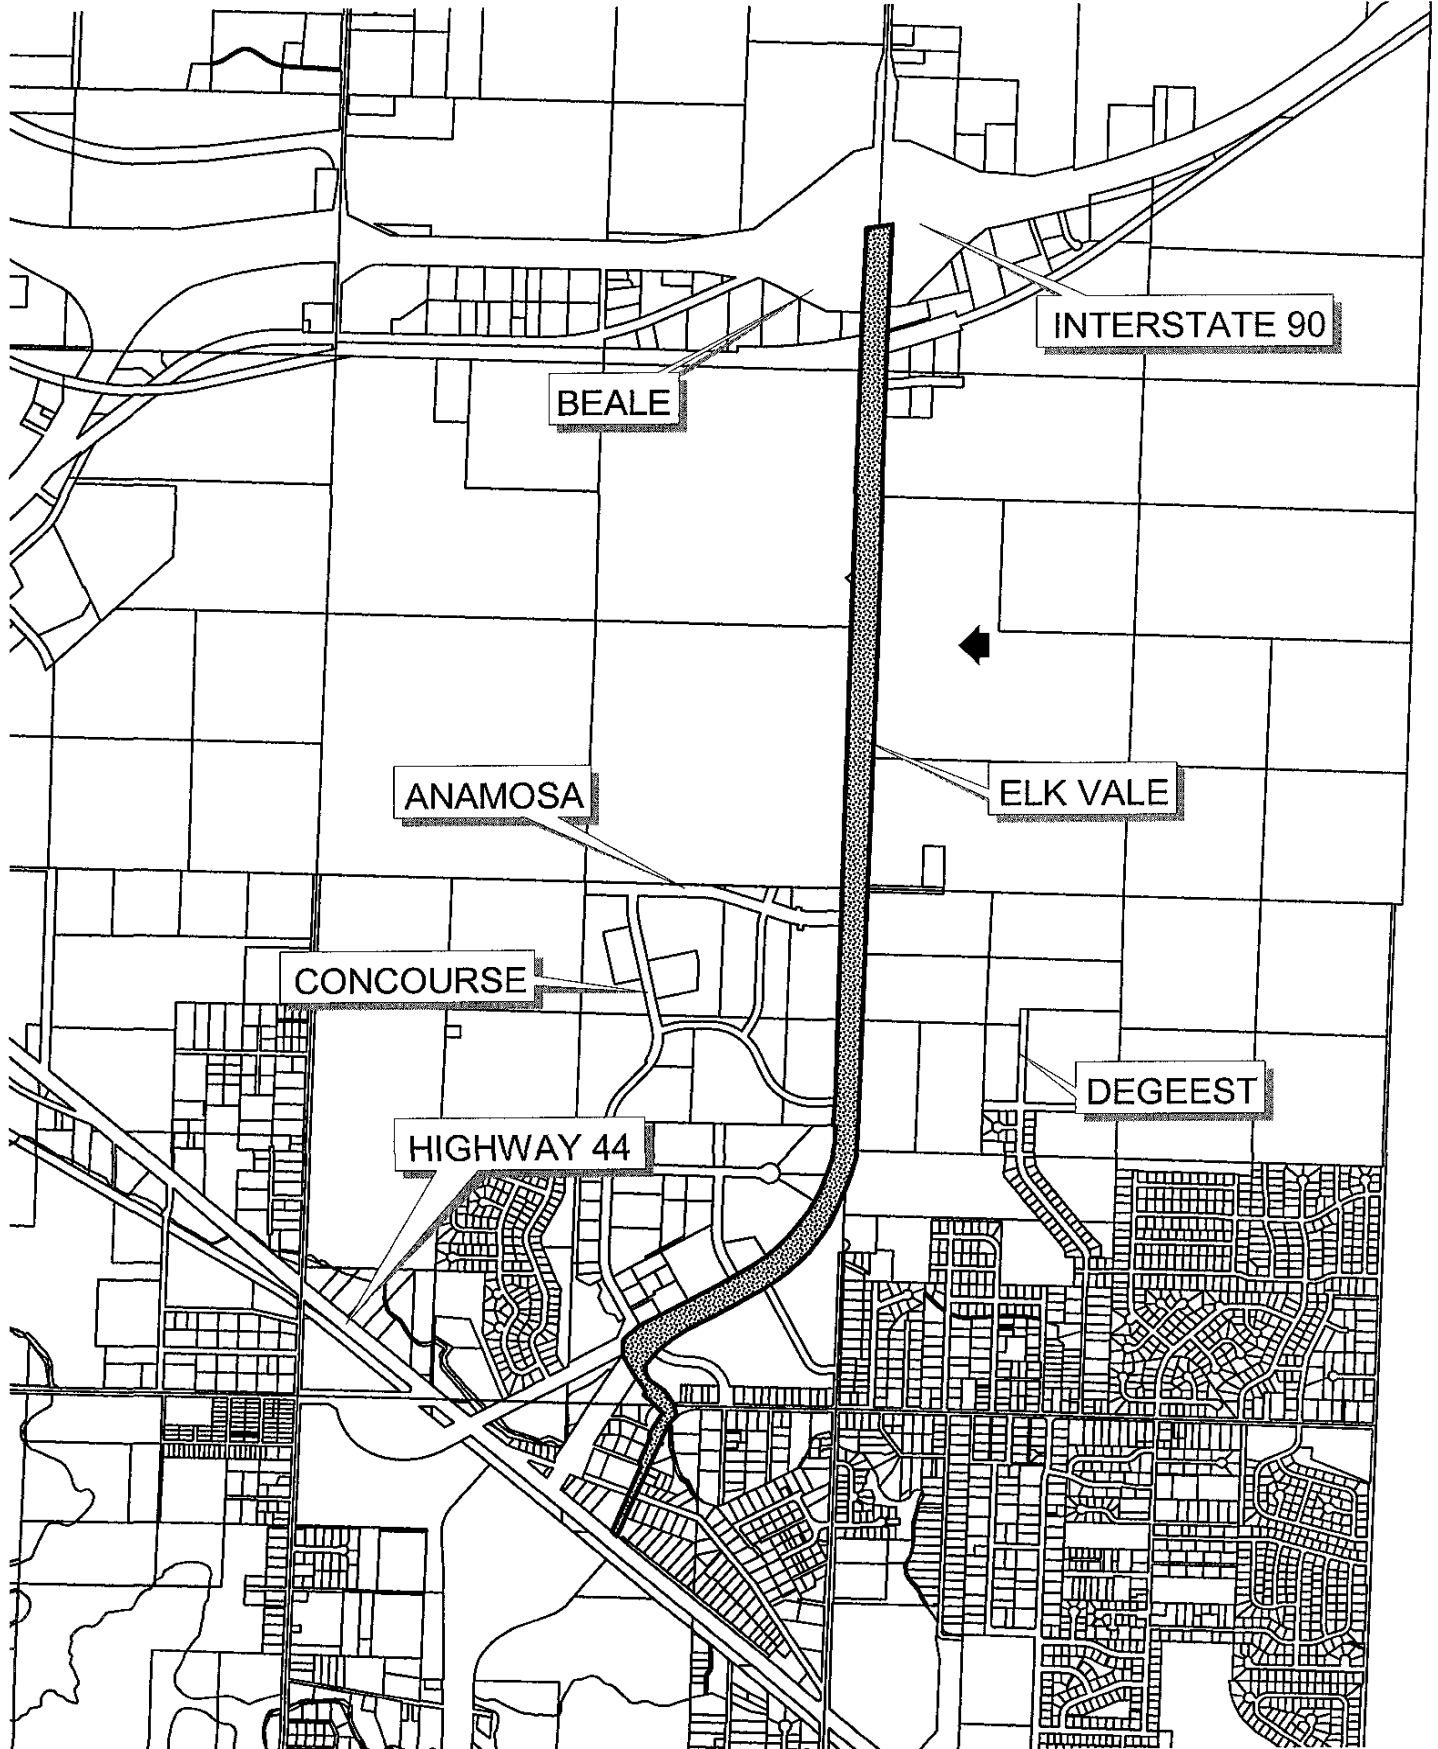 INTERSTATE 90
BEALE
ANAMOSA
ELK VALE
CONCOURSE
DEGEEST
HIGHWAY 44